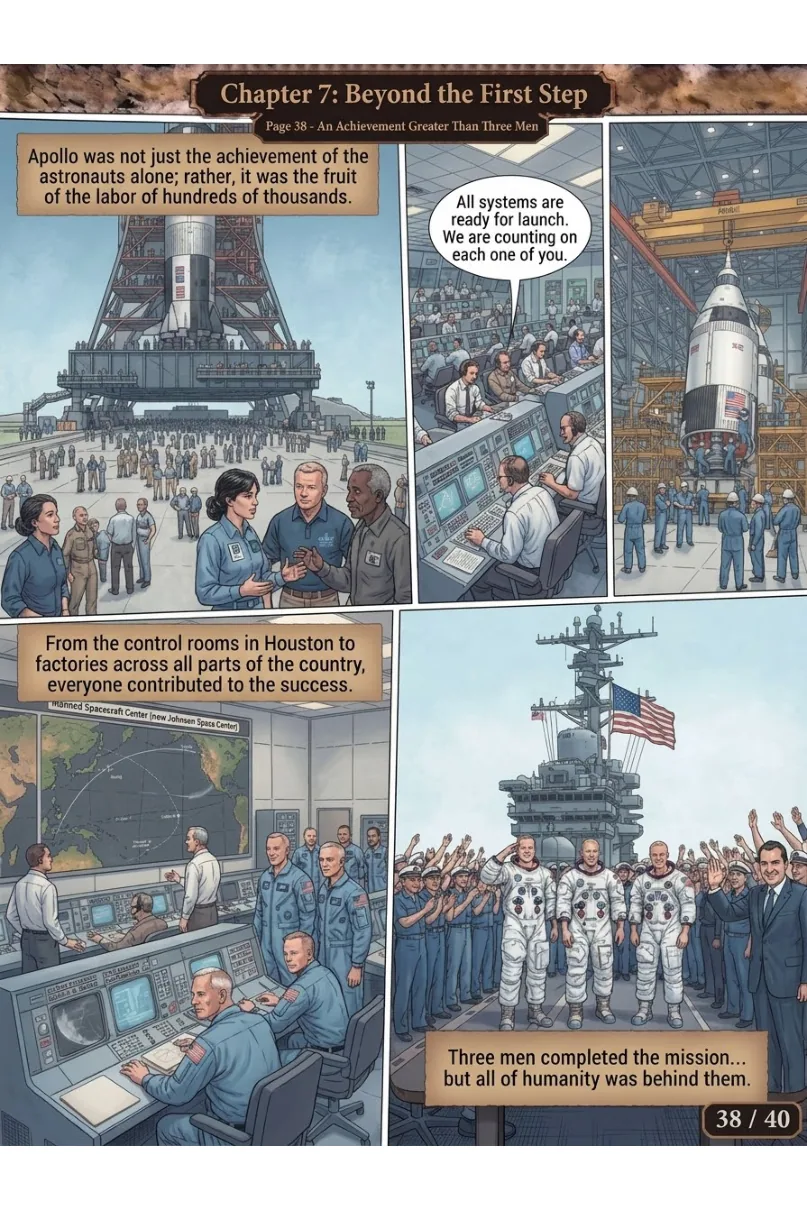 Chapter 7: Beyond the First Step
Page 38 - An Achievement Greater Than Three Men
Apollo was not just the achievement of the
astronauts alone; rather, it was the fruit
of the labor of hundreds of thousands.
All systems are
ready for launch.
We are counting on
each one of you.
From the control rooms in Houston to
factories across all parts of the country,
everyone contributed to the success.
Manned Spacecraft Center (now Johnsen Space Center)
Three men completed the mission...
but all of humanity was behind them.
38 / 40